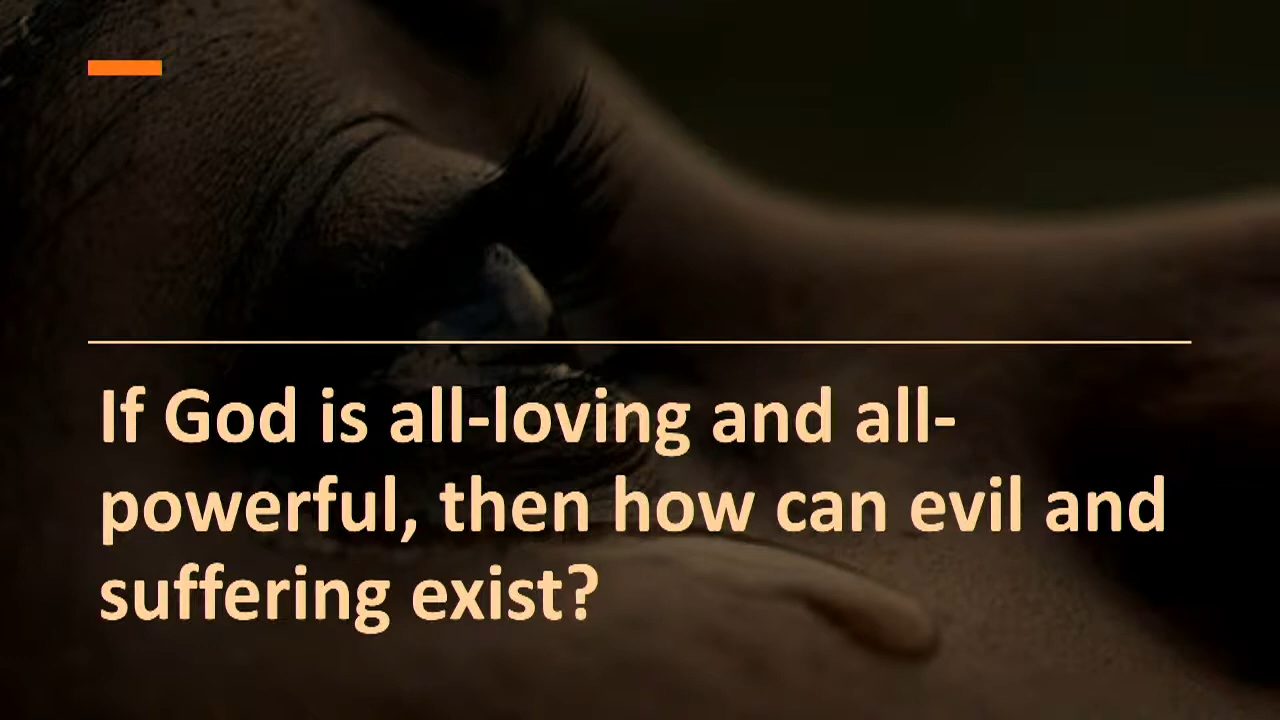 If God is all-loving and all-
powerful, then how can evil and
suffering exist?